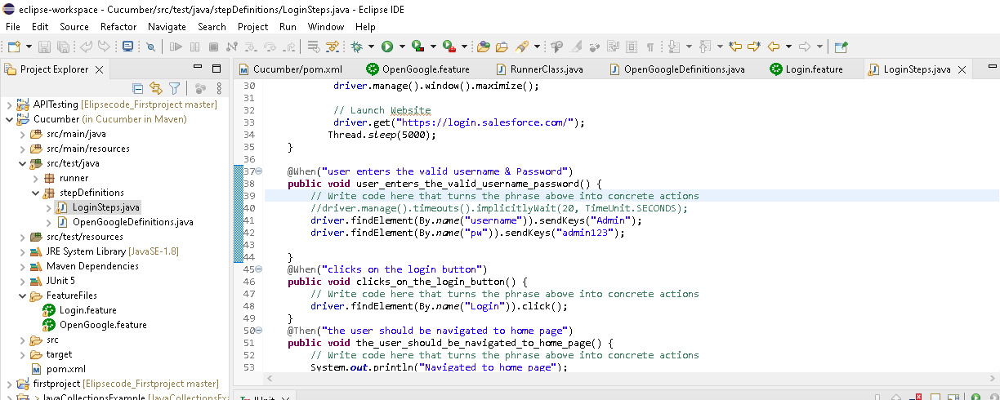 eclipse-workspace - Cucumber/src/test/java/stepDefinitions/LoginSteps.java - Eclipse IDE
File Edit Source Refactor Navigate Search Project Run Window Help
Project Explorer
Cucumber/pom.xml OpenGoogle.feature RunnerClass.java OpenGoogleDefinitions.java Login.feature LoginSteps.java
APITesting [Elipsecode_Firstproject master]
Cucumber (in Cucumber in Maven)
src/main/java
src/main/resources
src/test/java
runner
stepDefinitions
LoginSteps.java
OpenGoogleDefinitions.java
src/test/resources
JRE System Library [JavaSE-1.8]
Maven Dependencies
JUnit 5
FeatureFiles
Login.feature
OpenGoogle.feature
src
target
pom.xml
firstproject [Elipsecode_Firstproject master]
JavaCollectionsExample [JavaCollectionsExa
30 driver.manage().window().maximize();
31
32 // Launch Website
33 driver.get("https://login.salesforce.com/");
34 Thread.sleep(5000);
35 }
36
37 @When("user enters the valid username & Password")
38 public void user_enters_the_valid_username_password() {
39 // Write code here that turns the phrase above into concrete actions
40 //driver.manage().timeouts().implicitlyWait(20, TimeUnit.SECONDS);
41 driver.findElement(By.name("username")).sendKeys("Admin");
42 driver.findElement(By.name("pw")).sendKeys("admin123");
43
44 }
45 @When("clicks on the login button")
46 public void clicks_on_the_login_button() {
47 // Write code here that turns the phrase above into concrete actions
48 driver.findElement(By.name("Login")).click();
49 }
50 @Then("the user should be navigated to home page")
51 public void the_user_should_be_navigated_to_home_page() {
52 // Write code here that turns the phrase above into concrete actions
53 System.out.println("Navigated to home page");
JUnit